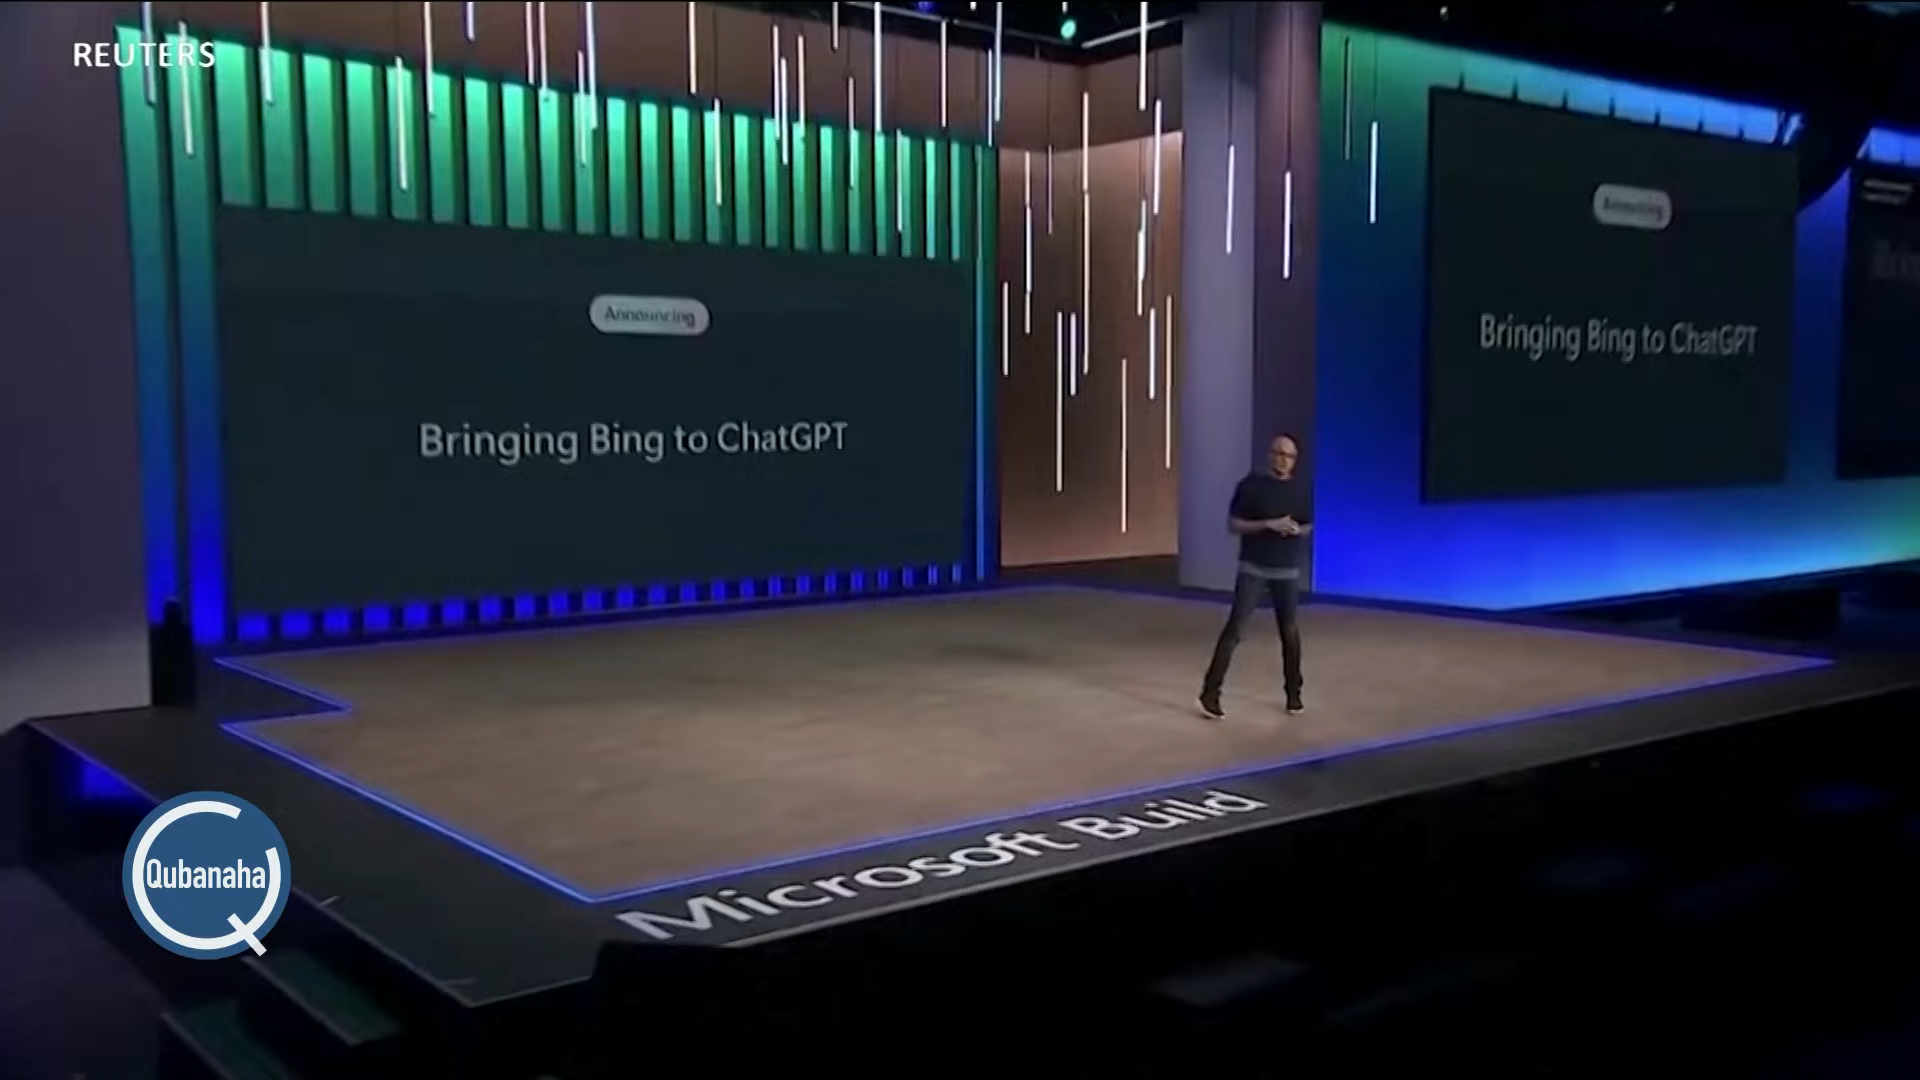 REUTERS
Announcing
Bringing Bing to ChatGPT
Announcing
Bringing Bing to ChatGPT
Microsoft Build
Qubanaha